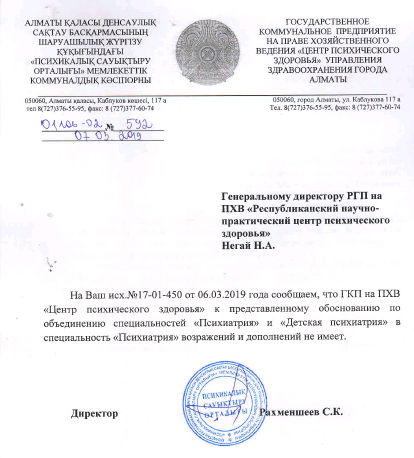 АЛМАТЫ ҚАЛАСЫ ДЕНСАУЛЫҚ
САҚТАУ БАСҚАРМАСЫНЫҢ
ШАРУАШЫЛЫҚ ЖҮРГІЗУ
ҚҰҚЫҒЫНДАҒЫ
«ПСИХИКАЛЫҚ САУЫҚТЫРУ
ОРТАЛЫҒЫ» МЕМЛЕКЕТТІК
КОММУНАЛДЫҚ КӘСІПОРНЫ
050060, Алматы қаласы, Каблуков көшесі, 117 а
тел 8(727)376-55-95, факс: 8 (727)377-60-74
ГОСУДАРСТВЕННОЕ
КОММУНАЛЬНОЕ ПРЕДПРИЯТИЕ
НА ПРАВЕ ХОЗЯЙСТВЕННОГО
ВЕДЕНИЯ «ЦЕНТР ПСИХИЧЕСКОГО
ЗДОРОВЬЯ» УПРАВЛЕНИЯ
ЗДРАВООХРАНЕНИЯ ГОРОДА
АЛМАТЫ
050060, город Алматы, ул. Каблукова 117 а
Тел. 8(727)376-55-95, факс: 8(727)377-60-74
01.06-02 № 592
07 03 2019
Генеральному директору РГП на
ПХВ «Республиканский научно-
практический центр психического
здоровья»
Негай Н.А.
На Ваш исх.№17-01-450 от 06.03.2019 года сообщаем, что ГКП на ПХВ
«Центр психического здоровья» к представленному обоснованию по
объединению специальностей «Психиатрия» и «Детская психиатрия» в
специальность «Психиатрия» возражений и дополнений не имеет.
Директор
ПСИХИКАЛЫҚ
САУЫҚТЫРУ
ОРТАЛЫҒЫ
Рахменшеев С.К.